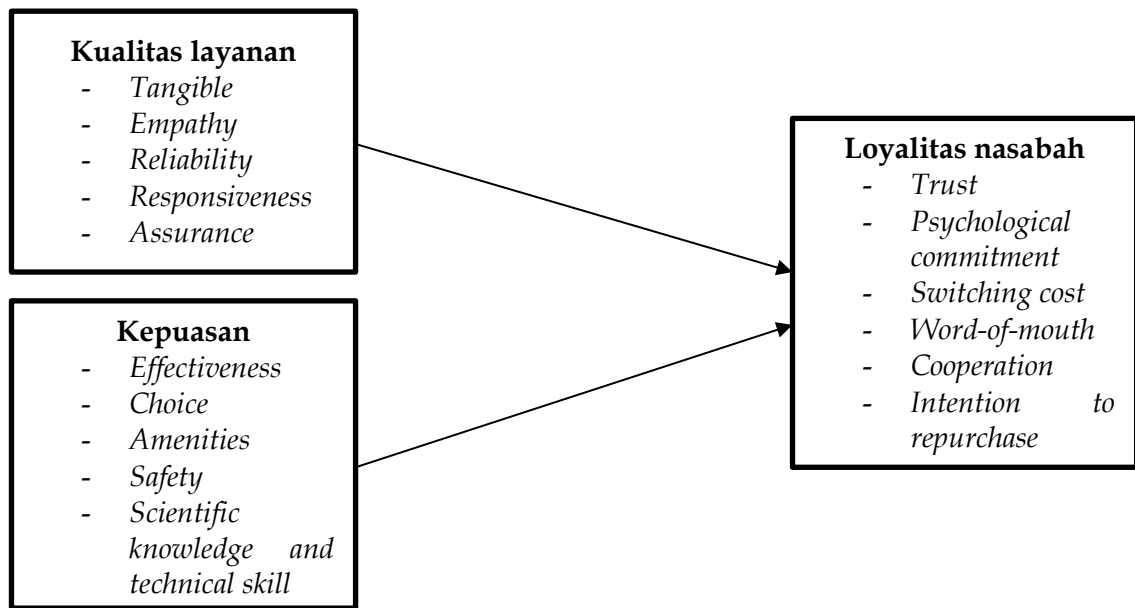 Kualitas layanan
- Tangible
- Empathy
- Reliability
- Responsiveness
- Assurance
Kepuasan
- Effectiveness
- Choice
- Amenities
- Safety
- Scientific
knowledge and
technical skill
Loyalitas nasabah
- Trust
- Psychological
commitment
- Switching cost
- Word-of-mouth
- Cooperation
- Intention to
repurchase